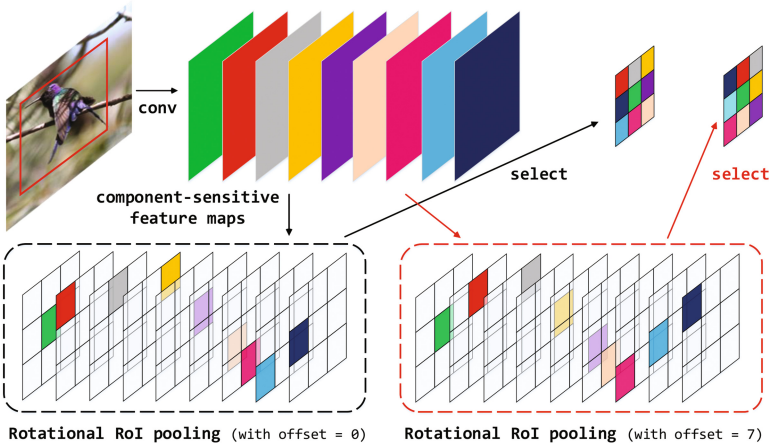 conv
component-sensitive
feature maps
select
select
Rotational RoI pooling (with offset = 0)
Rotational RoI pooling (with offset = 7)